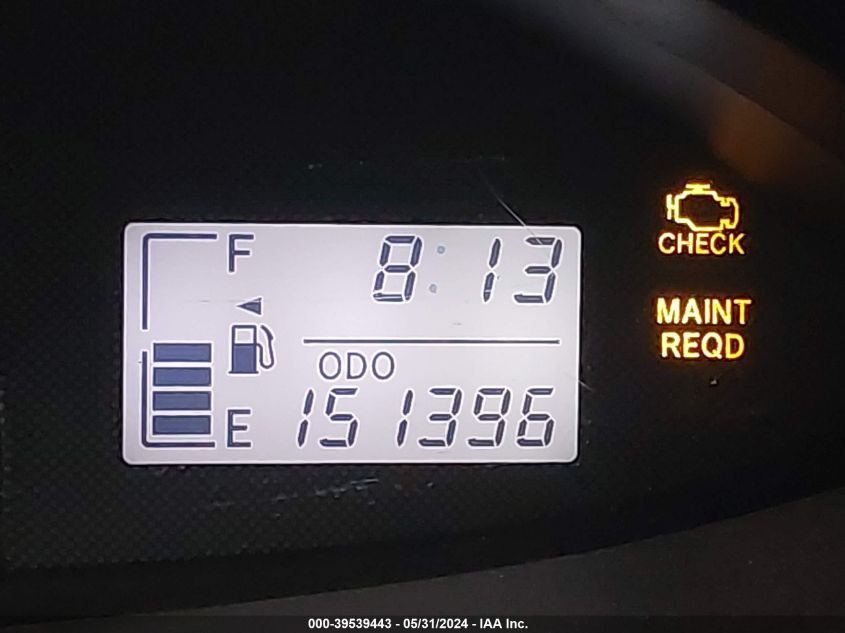 F 8:13
CHECK
MAINT
REQD
ODO
E 151396
000-39539443 - 05/31/2024 - IAA Inc.